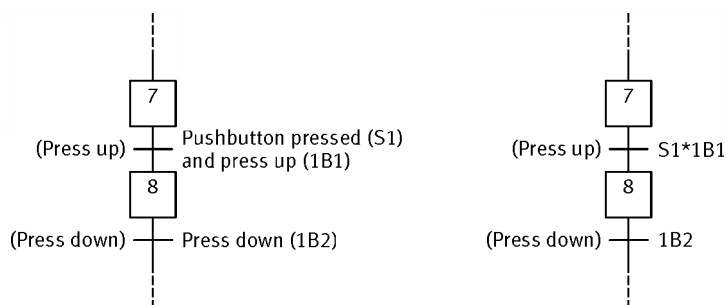 7
(Press up)
Pushbutton pressed (S1)
and press up (1B1)
8
(Press down)
Press down (1B2)
7
(Press up)
S1*1B1
8
(Press down)
1B2